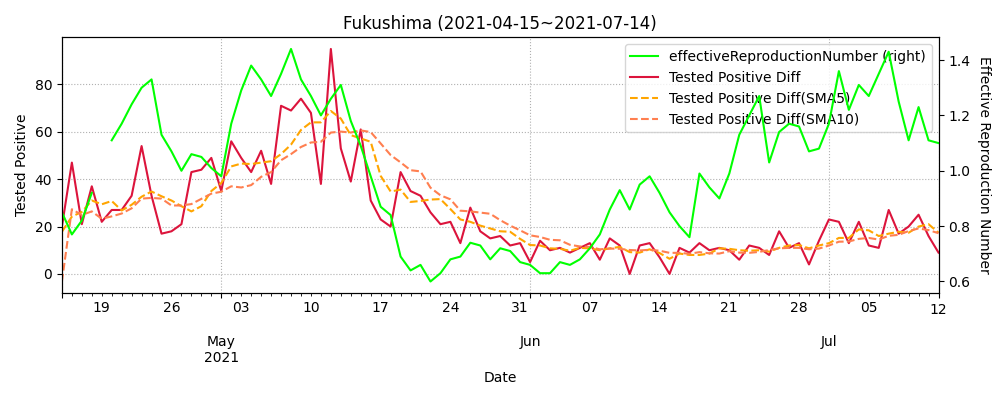 Fukushima (2021-04-15~2021-07-14)
effectiveReproductionNumber (right)
Tested Positive Diff
Tested Positive Diff(SMA5)
Tested Positive Diff(SMA10)
Tested Positive
80
60
40
20
0
1.4
1.2
1.0
0.8
0.6
Effective Reproduction Number
19 26 03 10 17 24 31 07 14 21 28 05 12
May Jun Jul
2021
Date